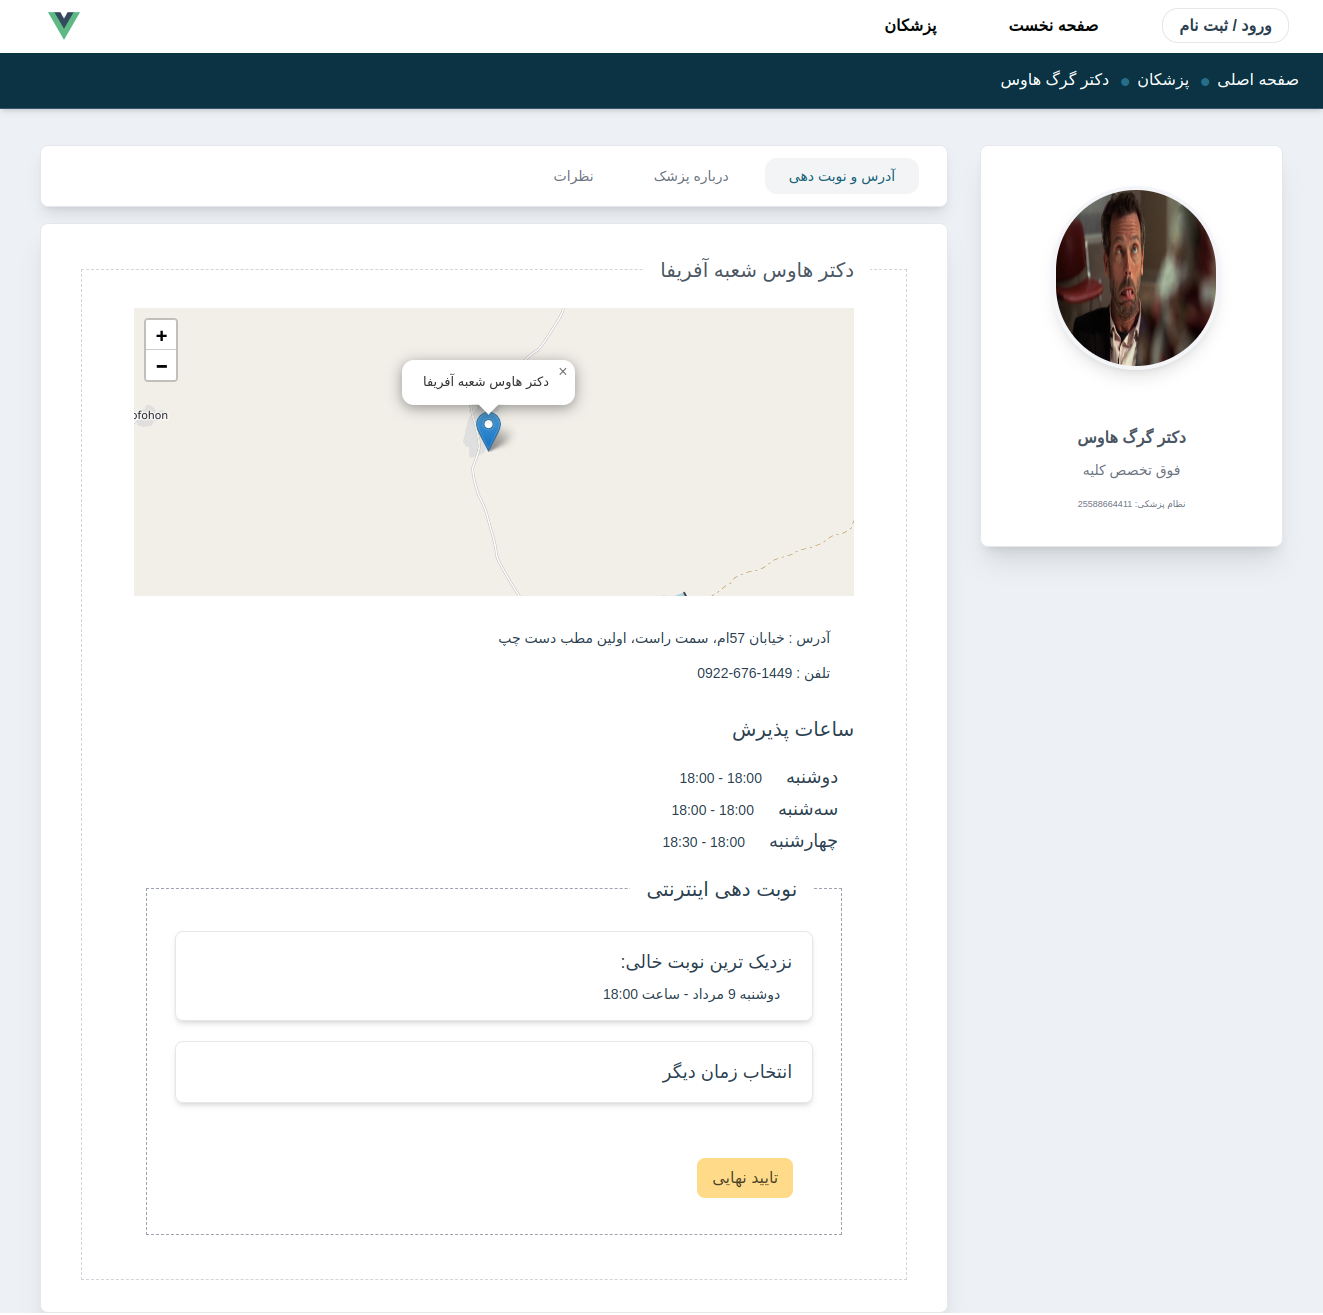 ورود / ثبت نام
صفحه نخست
پزشکان
صفحه اصلی
پزشکان
دکتر گرگ هاوس
دکتر گرگ هاوس
فوق تخصص کلیه
نظام پزشکی: 25588664411
آدرس و نوبت دهی
درباره پزشک
نظرات
دکتر هاوس شعبه آفریفا
+
−
دکتر هاوس شعبه آفریفا
×
ofohon
آدرس : خیابان 57ام، سمت راست، اولین مطب دست چپ
تلفن : 1449-676-0922
ساعات پذیرش
دوشنبه 18:00 - 18:00
سه‌شنبه 18:00 - 18:00
چهارشنبه 18:00 - 18:30
نوبت دهی اینترنتی
نزدیک ترین نوبت خالی:
دوشنبه 9 مرداد - ساعت 18:00
انتخاب زمان دیگر
تایید نهایی